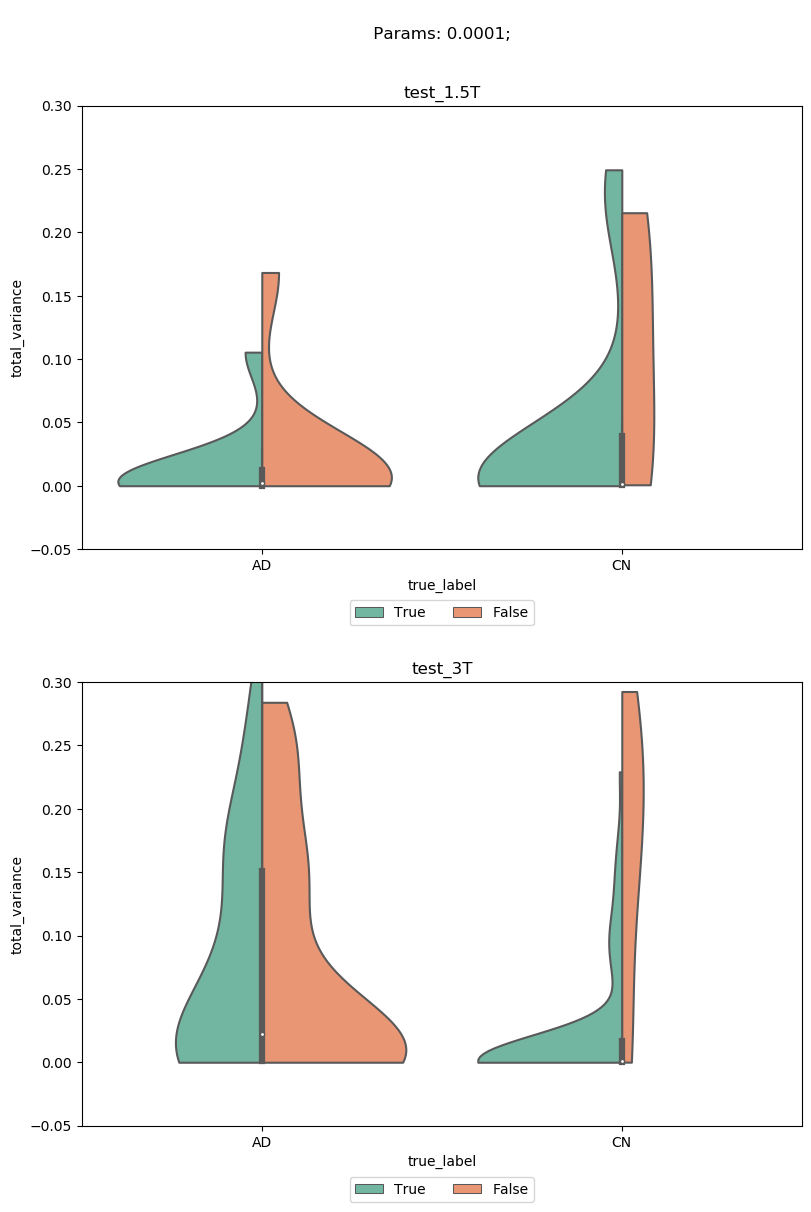 Params: 0.0001;
test_1.5T
0.30
0.25
0.20
0.15
0.10
0.05
0.00
−0.05
total_variance
AD CN
true_label
True False
test_3T
0.30
0.25
0.20
0.15
0.10
0.05
0.00
−0.05
total_variance
AD CN
true_label
True False